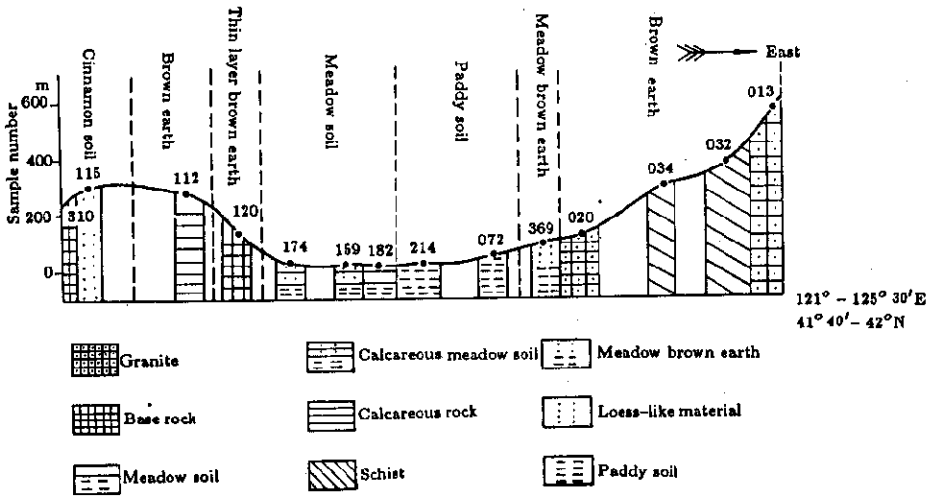 Cinnamon soil
Brown earth
Thin layer brown earth
Meadow soil
Paddy soil
Meadow brown earth
Brown earth
East
Sample number
m
600
400
200
0
115
310
112
120
174
159
182
214
072
369
020
034
032
013
121° – 125° 30′E
41° 40′ – 42°N
Granite
Calcareous meadow soil
Meadow brown earth
Base rock
Calcareous rock
Loess-like material
Meadow soil
Schist
Paddy soil